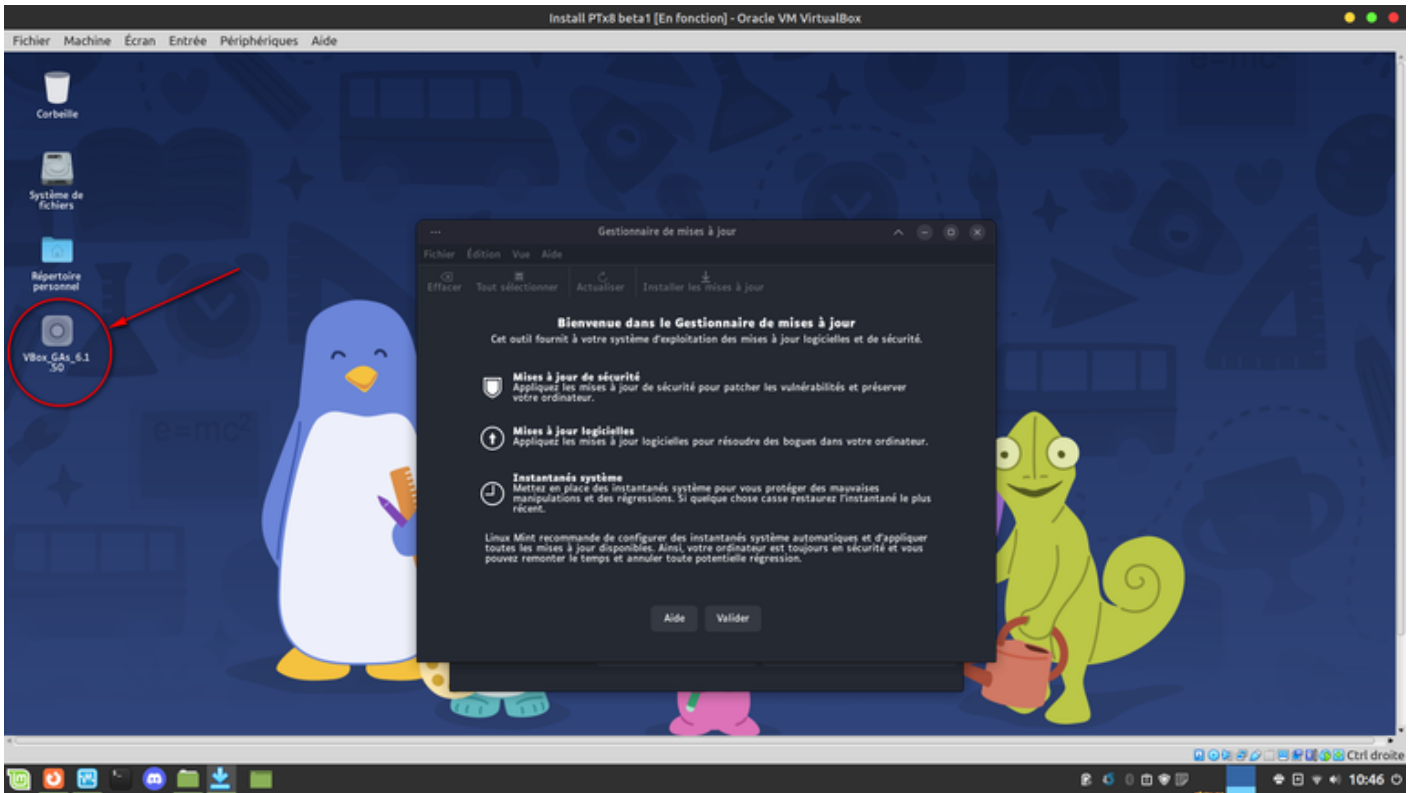 Install PTx8 beta1 [En fonction] - Oracle VM VirtualBox
Fichier Machine Écran Entrée Périphériques Aide
e=mc²
Corbeille
Système de
fichiers
Répertoire
personnel
VBox_GAs_6.1
.50
e=mc²
Gestionnaire de mises à jour
Fichier Édition Vue Aide
Effacer Tout sélectionner Actualiser Installer les mises à jour
Bienvenue dans le Gestionnaire de mises à jour
Cet outil fournit à votre système d'exploitation des mises à jour logicielles et de sécurité.
Mises à jour de sécurité
Appliquez les mises à jour de sécurité pour patcher les vulnérabilités et préserver
votre ordinateur.
Mises à jour logicielles
Appliquez les mises à jour logicielles pour résoudre des bogues dans votre ordinateur.
Instantanés système
Mettez en place des instantanés système pour vous protéger des mauvaises
manipulations et des régressions. Si quelque chose casse restaurez l'instantané le plus
récent.
Linux Mint recommande de configurer des instantanés système automatiques et d'appliquer
toutes les mises à jour disponibles. Ainsi, votre ordinateur est toujours en sécurité et vous
pouvez remonter le temps et annuler toute potentielle régression.
Aide Valider
Ctrl droite
10:46